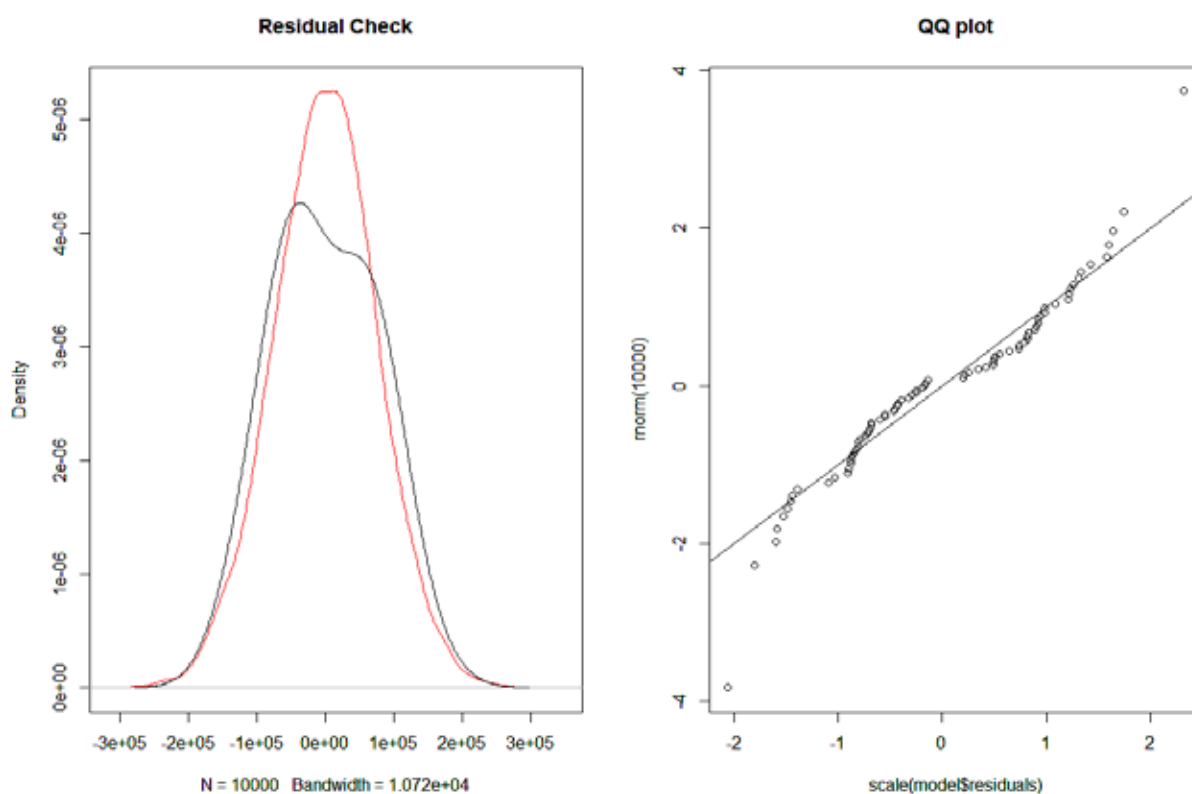 Residual Check
Density
0e+00
1e-06
2e-06
3e-06
4e-06
5e-06
-3e+05
-2e+05
-1e+05
0e+00
1e+05
2e+05
3e+05
N = 10000 Bandwidth = 1.072e+04
QQ plot
rnorm(10000)
-4
-2
0
2
4
-2
-1
0
1
2
scale(model$residuals)